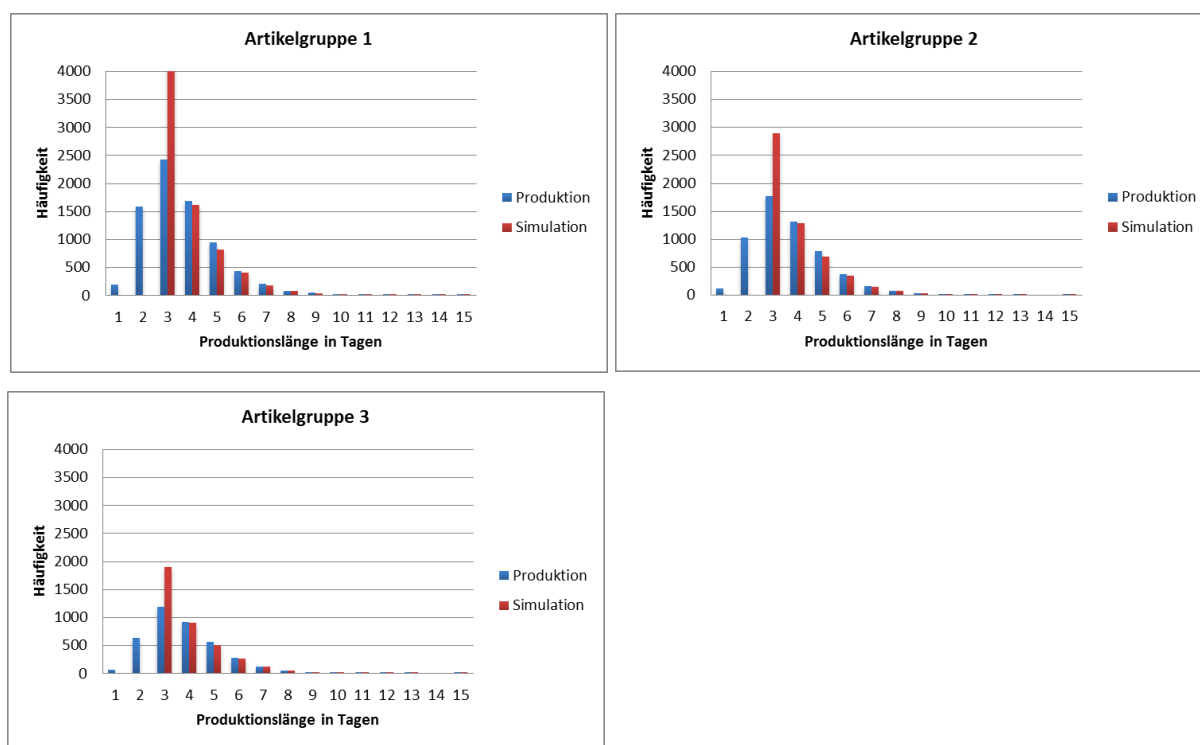 Artikelgruppe 1
Häufigkeit
4000
3500
3000
2500
2000
1500
1000
500
0
1 2 3 4 5 6 7 8 9 10 11 12 13 14 15
Produktionslänge in Tagen
Produktion
Simulation
Artikelgruppe 2
Häufigkeit
4000
3500
3000
2500
2000
1500
1000
500
0
1 2 3 4 5 6 7 8 9 10 11 12 13 14 15
Produktionslänge in Tagen
Produktion
Simulation
Artikelgruppe 3
Häufigkeit
4000
3500
3000
2500
2000
1500
1000
500
0
1 2 3 4 5 6 7 8 9 10 11 12 13 14 15
Produktionslänge in Tagen
Produktion
Simulation